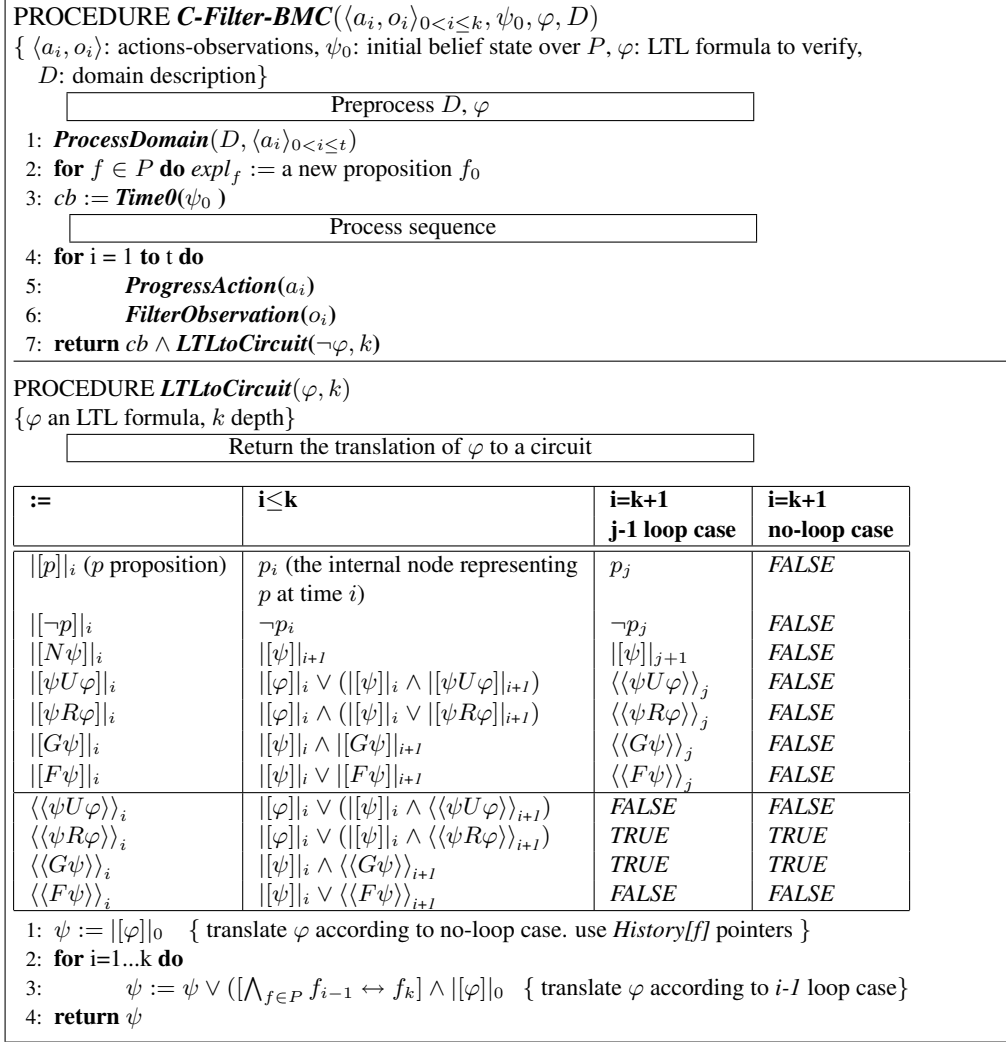 PROCEDURE C-Filter-BMC(⟨a_i, o_i⟩_{0<i≤k}, ψ_0, φ, D)
{ ⟨a_i, o_i⟩: actions-observations, ψ_0: initial belief state over P, φ: LTL formula to verify,
D: domain description}
Preprocess D, φ
1: ProcessDomain(D, ⟨a_i⟩_{0<i≤t})
2: for f ∈ P do expl_f := a new proposition f_0
3: cb := Time0(ψ_0 )
Process sequence
4: for i = 1 to t do
5: ProgressAction(a_i)
6: FilterObservation(o_i)
7: return cb ∧ LTLtoCircuit(¬φ, k)
PROCEDURE LTLtoCircuit(φ, k)
{φ an LTL formula, k depth}
Return the translation of φ to a circuit
:= i≤k i=k+1 i=k+1
j-1 loop case no-loop case
|[p]|_i (p proposition) p_i (the internal node representing p_j FALSE
p at time i)
|[¬p]|_i ¬p_i ¬p_j FALSE
|[Nψ]|_i |[ψ]|_{i+1} |[ψ]|_{j+1} FALSE
|[ψUφ]|_i |[φ]|_i ∨ (|[ψ]|_i ∧ |[ψUφ]|_{i+1}) ⟨⟨ψUφ⟩⟩_j FALSE
|[ψRφ]|_i |[φ]|_i ∧ (|[ψ]|_i ∨ |[ψRφ]|_{i+1}) ⟨⟨ψRφ⟩⟩_j FALSE
|[Gψ]|_i |[ψ]|_i ∧ |[Gψ]|_{i+1} ⟨⟨Gψ⟩⟩_j FALSE
|[Fψ]|_i |[ψ]|_i ∨ |[Fψ]|_{i+1} ⟨⟨Fψ⟩⟩_j FALSE
⟨⟨ψUφ⟩⟩_i |[φ]|_i ∨ (|[ψ]|_i ∧ ⟨⟨ψUφ⟩⟩_{i+1}) FALSE FALSE
⟨⟨ψRφ⟩⟩_i |[φ]|_i ∨ (|[ψ]|_i ∧ ⟨⟨ψRφ⟩⟩_{i+1}) TRUE TRUE
⟨⟨Gψ⟩⟩_i |[ψ]|_i ∧ ⟨⟨Gψ⟩⟩_{i+1} TRUE TRUE
⟨⟨Fψ⟩⟩_i |[ψ]|_i ∨ ⟨⟨Fψ⟩⟩_{i+1} FALSE FALSE
1: ψ := |[φ]|_0 { translate φ according to no-loop case. use History[f] pointers }
2: for i=1...k do
3: ψ := ψ ∨ ([⋀_{f∈P} f_{i−1} ↔ f_k] ∧ |[φ]|_0 { translate φ according to i-1 loop case}
4: return ψ